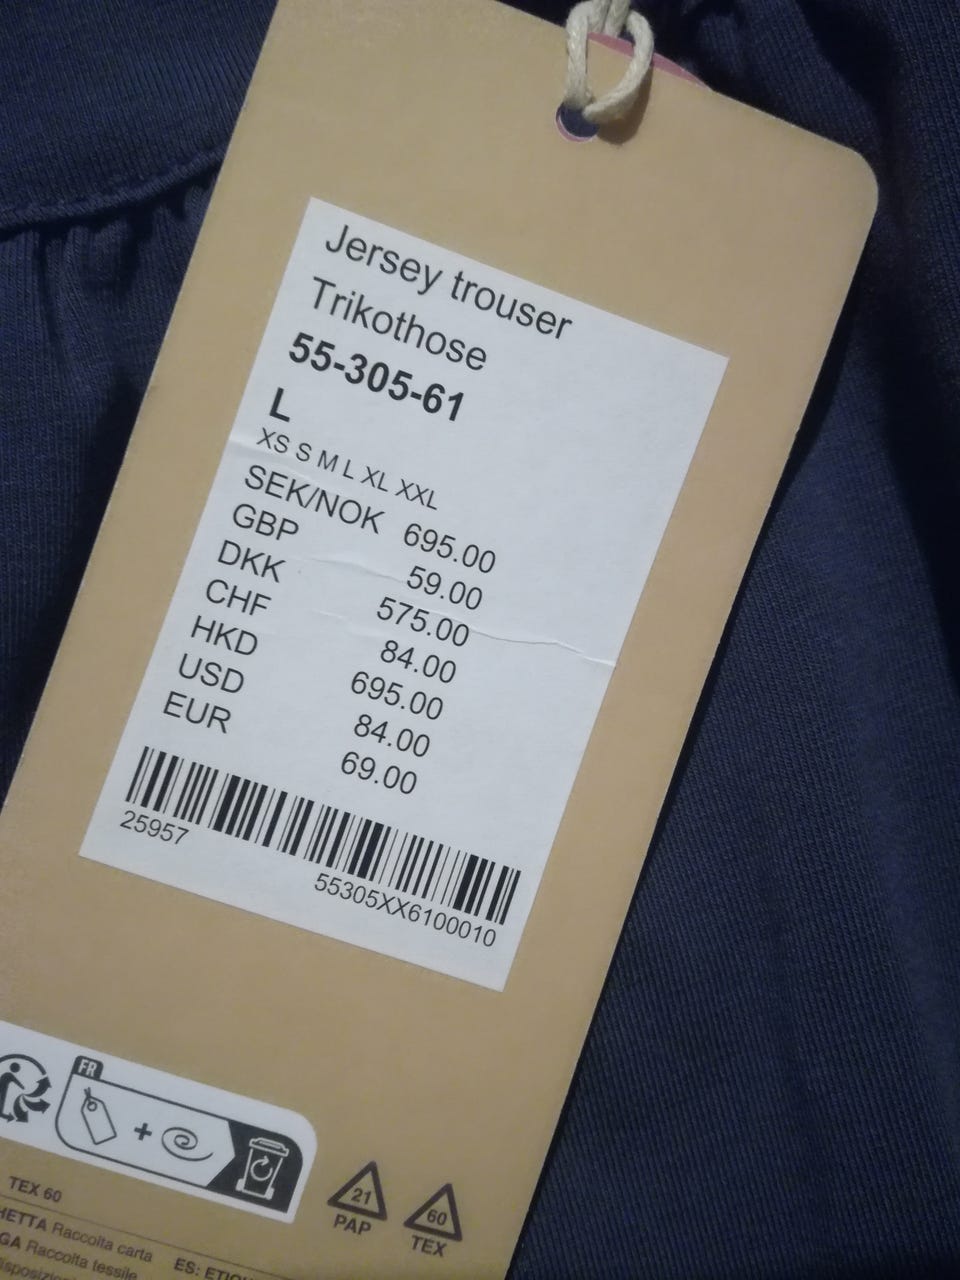 Jersey trouser
Trikothose
55-305-61
L
XS S M L XL XXL
SEK/NOK 695.00
GBP 59.00
DKK 575.00
CHF 84.00
HKD 695.00
USD 84.00
EUR 69.00
25957
55305XX6100010
FR
+
21
PAP
60
TEX
TEX 60
HETTA Raccolta carta
GA Raccolta tessile
ES: